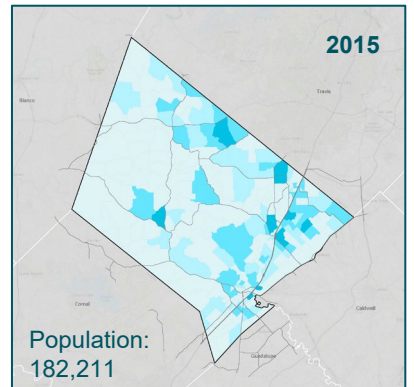 2015
Blanco
Travis
Comal
Caldwell
Guadalupe
Population:
182,211